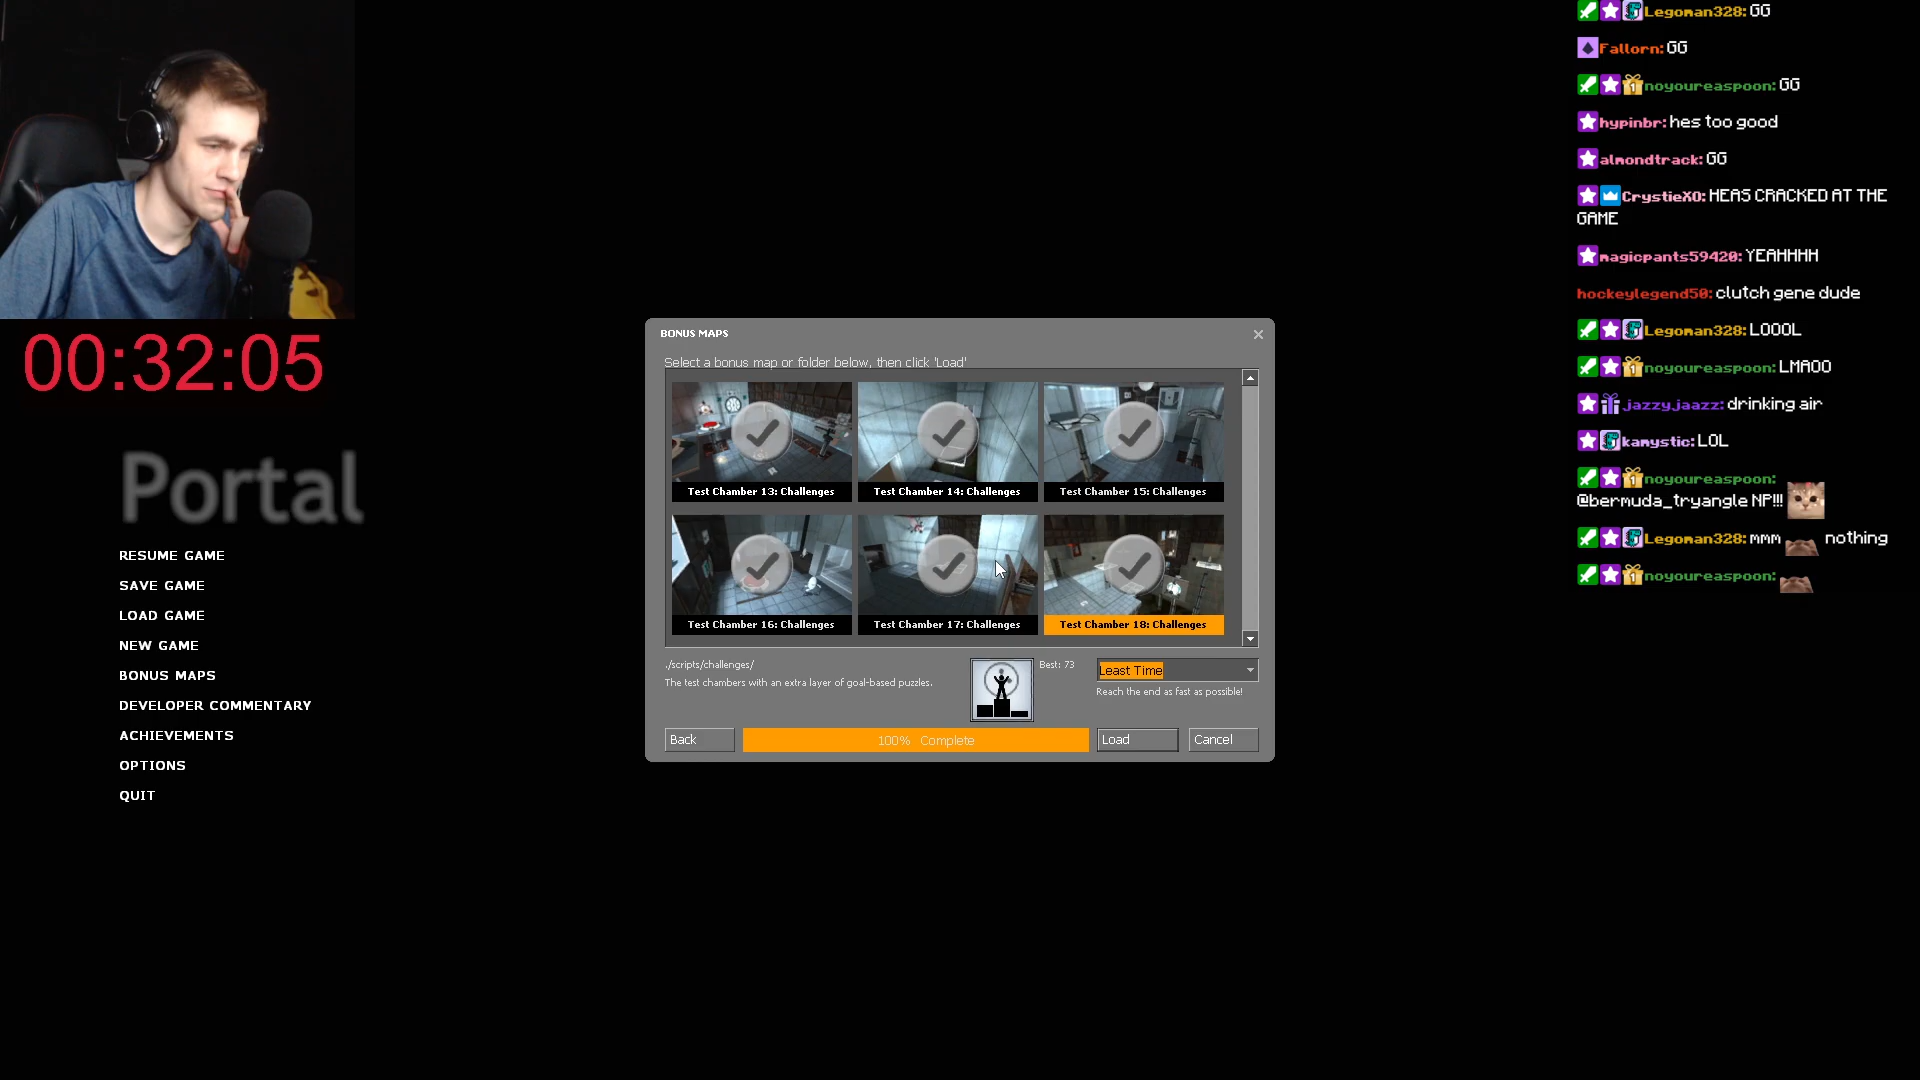 00:32:05
Portal
RESUME GAME
SAVE GAME
LOAD GAME
NEW GAME
BONUS MAPS
DEVELOPER COMMENTARY
ACHIEVEMENTS
OPTIONS
QUIT
BONUS MAPS
Select a bonus map or folder below, then click 'Load'
Test Chamber 13: Challenges
Test Chamber 14: Challenges
Test Chamber 15: Challenges
Test Chamber 16: Challenges
Test Chamber 17: Challenges
Test Chamber 18: Challenges
./scripts/challenges/
The test chambers with an extra layer of goal-based puzzles.
Best: 73
Least Time
Reach the end as fast as possible!
Back
100% Complete
Load
Cancel
Legoman328: GG
Fallorn: GG
1 noyoureaspoon: GG
hypinbr: hes too good
almondtrack: GG
CrystieXO: HEAS CRACKED AT THE
GAME
magicpants59420: YEAHHHH
hockeylegend50: clutch gene dude
Legoman328: LOOOL
1 noyoureaspoon: LMAOO
jazzyjaazz: drinking air
kamystic: LOL
1 noyoureaspoon:
@bermuda_tryangle NP!!!
Legoman328: mmm nothing
1 noyoureaspoon: